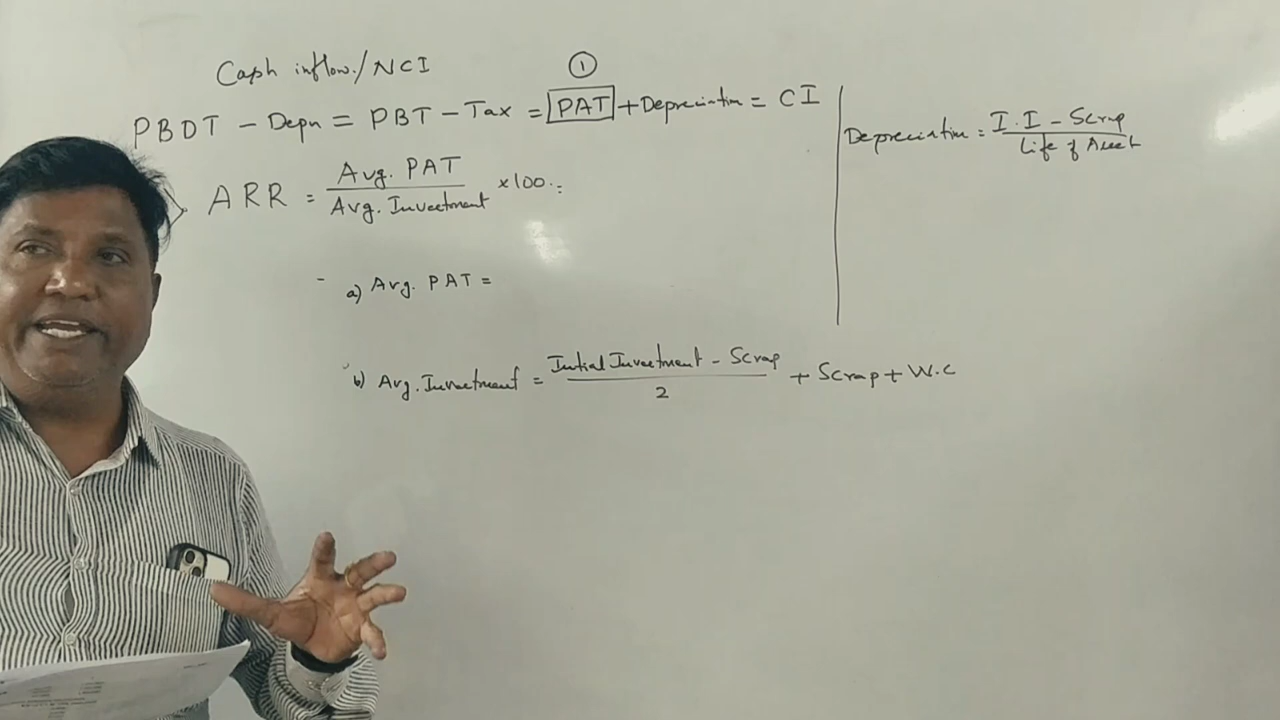 Cash inflow/NCI
①
PBDT - Depn = PBT - Tax = PAT + Depreciation = CI
Depreciation = I.I - Scrap
Life of Asset
ARR = Avg. PAT
Avg. Investment
×100 =
a) Avg. PAT =
b) Avg. Investment = Initial Investment - Scrap
2
+ Scrap + W.C